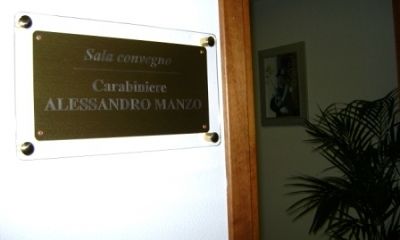 Sala convegno
Carabiniere
ALESSANDRO MANZO